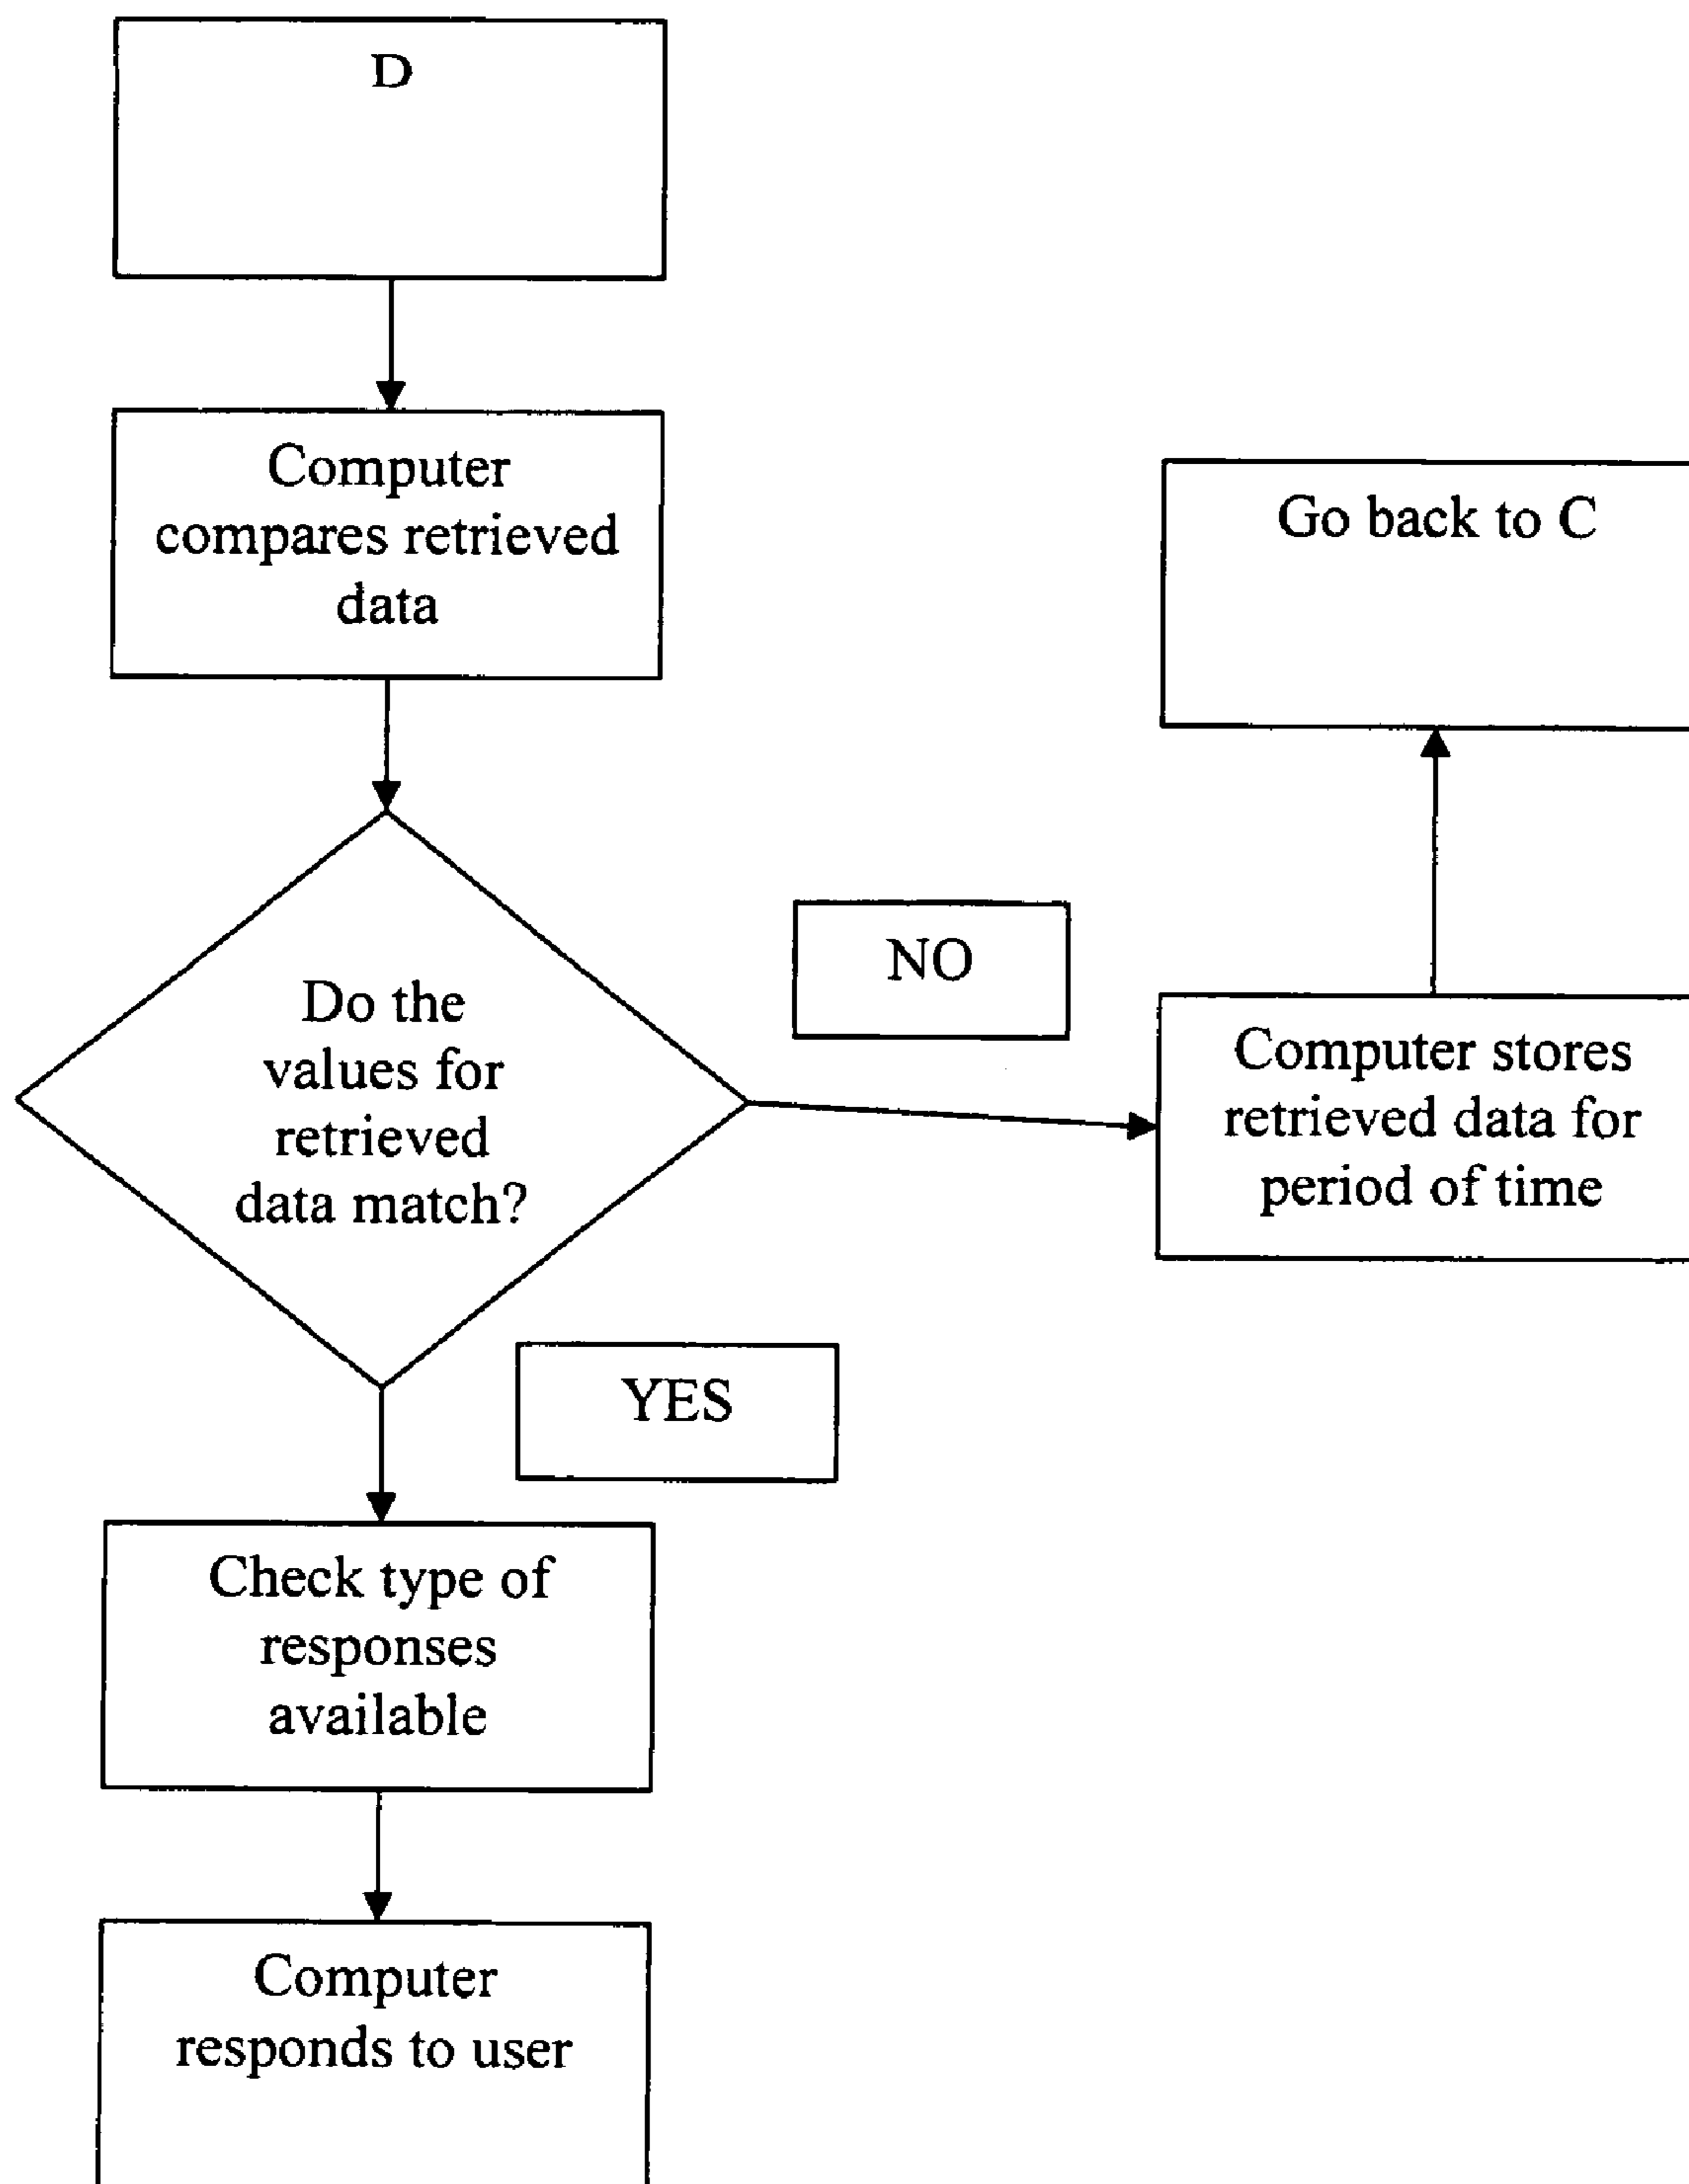 D
Computer
compares retrieved
data
Go back to C
Do the
values for
retrieved
data match?
NO
Computer stores
retrieved data for
period of time
YES
Check type of
responses
available
Computer
responds to user